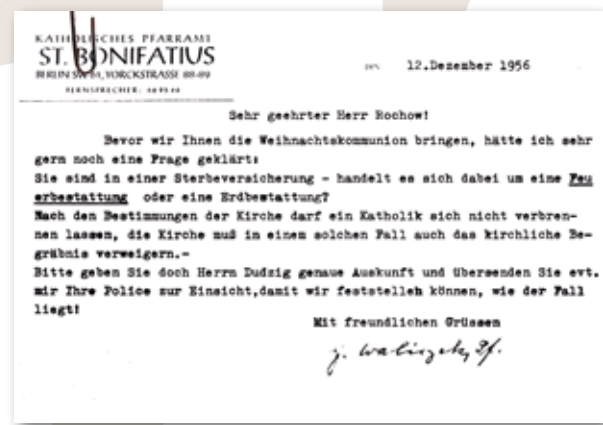 KATHOLISCHES PFARRAMT
ST. BONIFATIUS
BERLIN SW 61, YORCKSTRASSE 88-89
FERNSPRECHER:
DEN 12.Dezember 1956
Sehr geehrter Herr Rochow!
Bevor wir Ihnen die Weihnachtskommunion bringen, hätte ich sehr
gern noch eine Frage geklärt:
Sie sind in einer Sterbeversicherung - handelt es sich dabei um eine Feu
erbestattung oder eine Erdbestattung?
Nach den Bestimmungen der Kirche darf ein Katholik sich nicht verbren-
nen lassen, die Kirche muß in einem solchen Fall auch das kirchliche Be-
gräbnis verweigern.-
Bitte geben Sie doch Herrn Dudzig genaue Auskunft und übersenden Sie evt.
mir Ihre Police zur Einsicht,damit wir feststelleh können, wie der Fall
liegt!
Mit freundlichen Grüssen